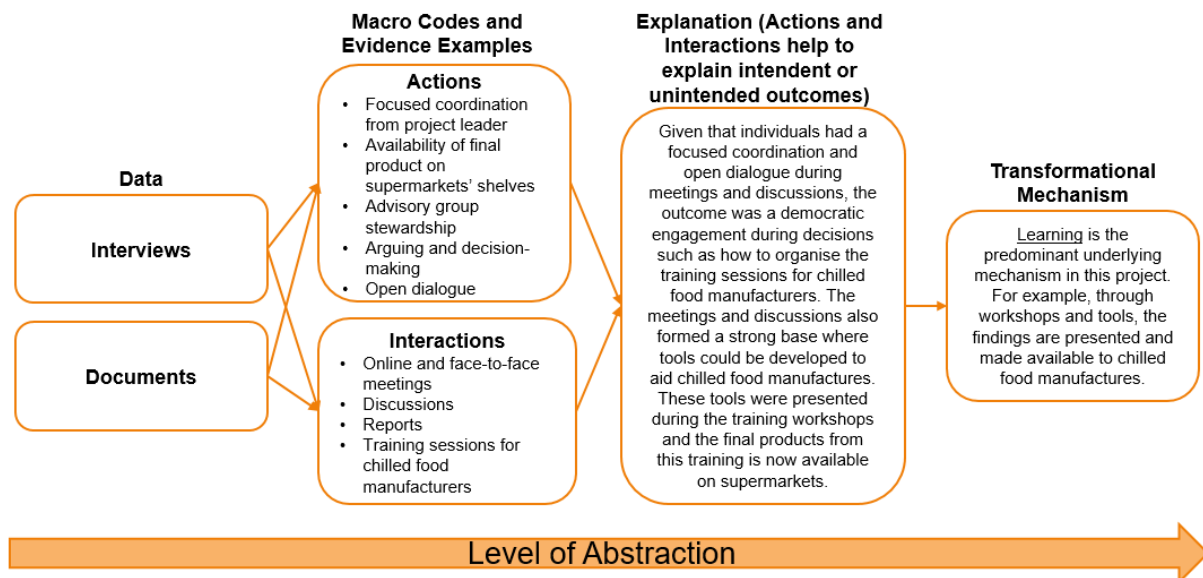 Data
Interviews
Documents
Macro Codes and
Evidence Examples
Actions
• Focused coordination
from project leader
• Availability of final
product on
supermarkets’ shelves
• Advisory group
stewardship
• Arguing and decision-
making
• Open dialogue
Interactions
• Online and face-to-face
meetings
• Discussions
• Reports
• Training sessions for
chilled food
manufacturers
Explanation (Actions and
Interactions help to
explain intendent or
unintended outcomes)
Given that individuals had a
focused coordination and
open dialogue during
meetings and discussions, the
outcome was a democratic
engagement during decisions
such as how to organise the
training sessions for chilled
food manufacturers. The
meetings and discussions also
formed a strong base where
tools could be developed to
aid chilled food manufactures.
These tools were presented
during the training workshops
and the final products from
this training is now available
on supermarkets.
Transformational
Mechanism
Learning is the
predominant underlying
mechanism in this project.
For example, through
workshops and tools, the
findings are presented and
made available to chilled
food manufactures.
Level of Abstraction